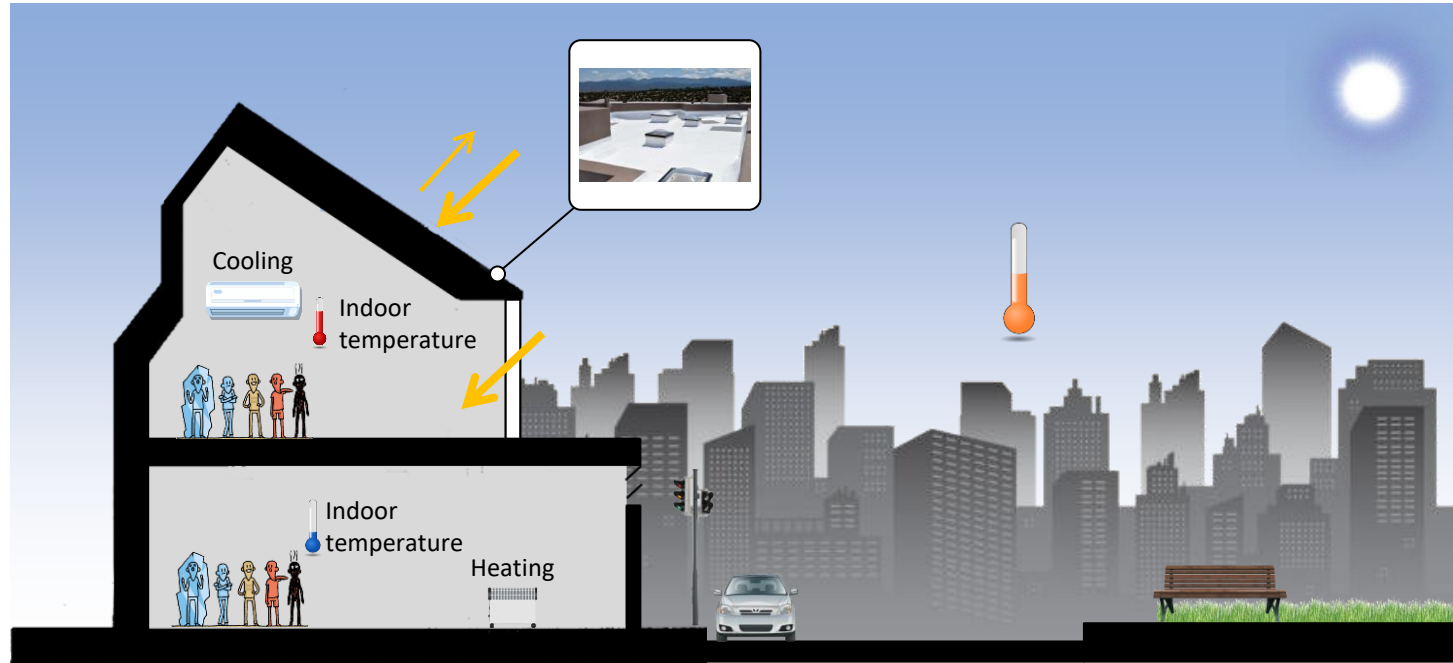 Cooling
Indoor
temperature
Indoor
temperature
Heating